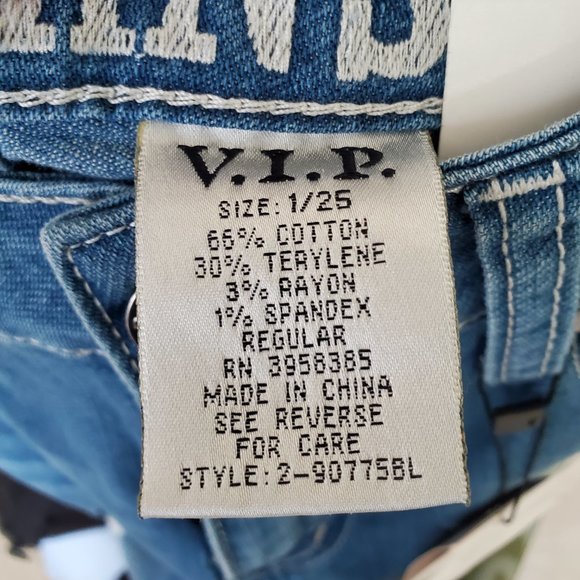 V.I.P.
SIZE: 1/25
66% COTTON
30% TERYLENE
3% RAYON
1% SPANDEX
REGULAR
RN 3958385
MADE IN CHINA
SEE REVERSE
FOR CARE
STYLE: 2-90775BL